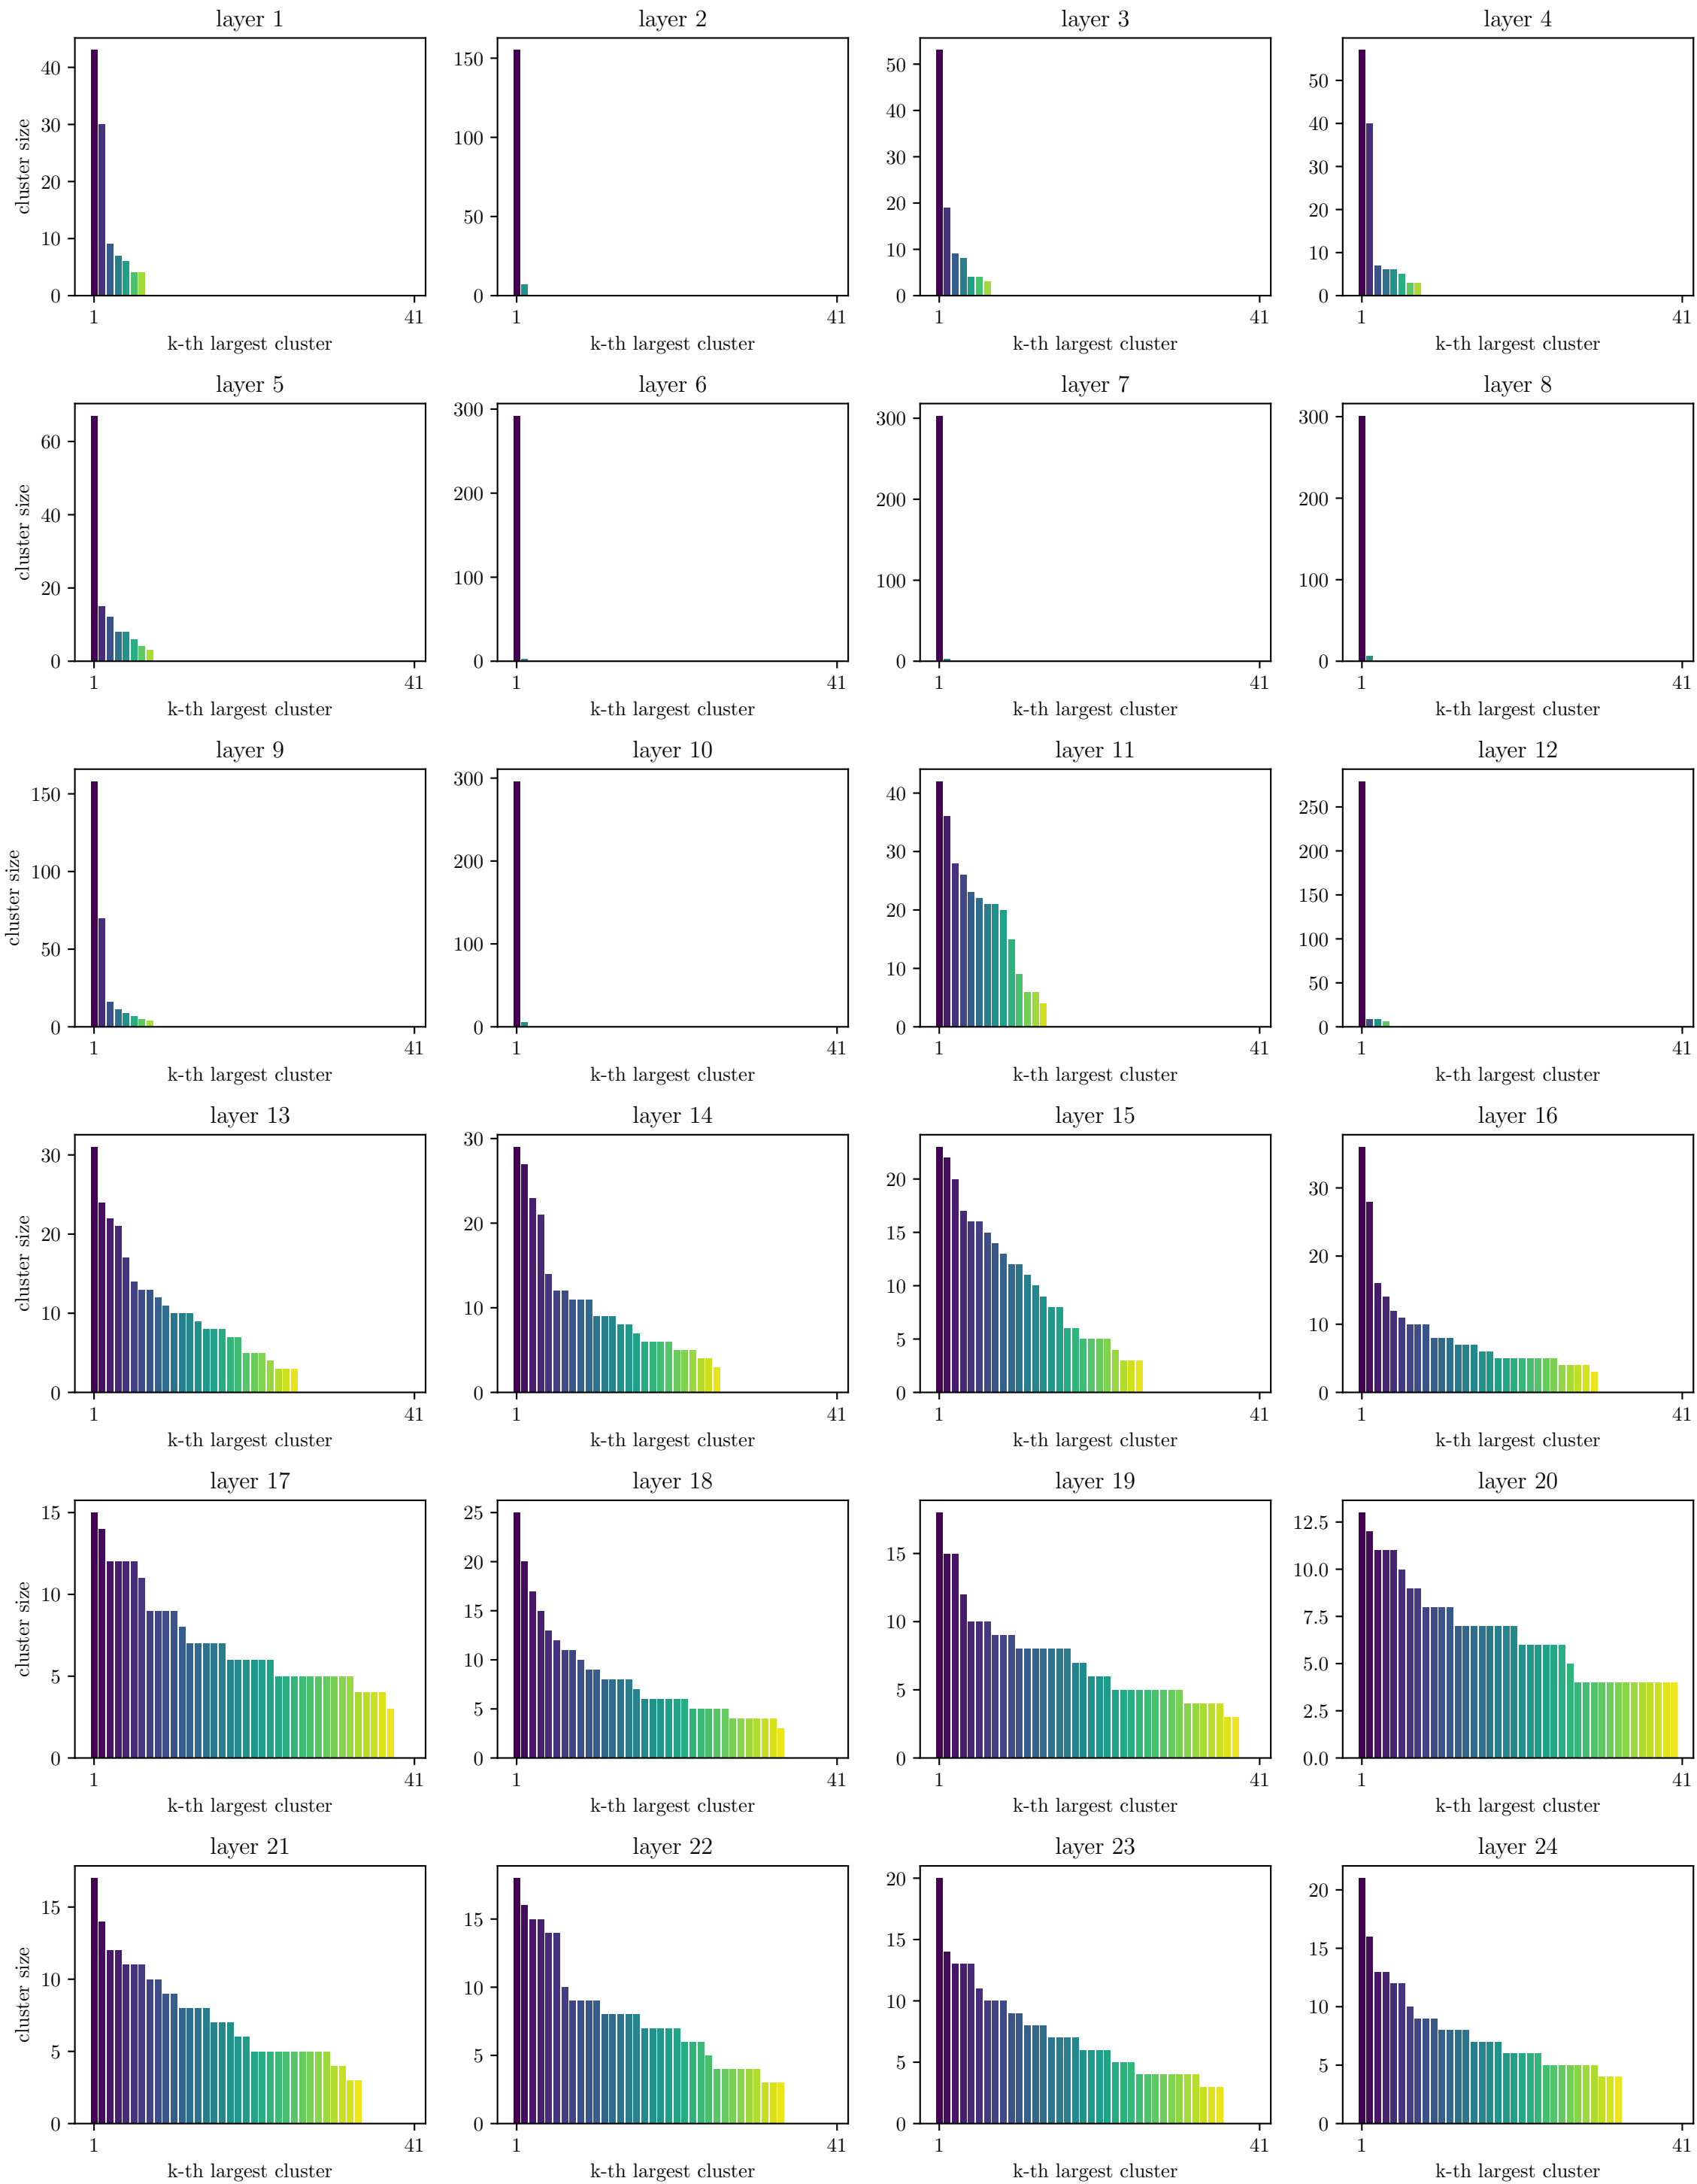 layer 1
40
30
20
10
0
cluster size
1
41
k-th largest cluster
layer 2
150
100
50
0
1
41
k-th largest cluster
layer 3
50
40
30
20
10
0
1
41
k-th largest cluster
layer 4
50
40
30
20
10
0
1
41
k-th largest cluster
layer 5
60
40
20
0
cluster size
1
41
k-th largest cluster
layer 6
300
200
100
0
1
41
k-th largest cluster
layer 7
300
200
100
0
1
41
k-th largest cluster
layer 8
300
200
100
0
1
41
k-th largest cluster
layer 9
150
100
50
0
cluster size
1
41
k-th largest cluster
layer 10
300
200
100
0
1
41
k-th largest cluster
layer 11
40
30
20
10
0
1
41
k-th largest cluster
layer 12
250
200
150
100
50
0
1
41
k-th largest cluster
layer 13
30
20
10
0
cluster size
1
41
k-th largest cluster
layer 14
30
20
10
0
1
41
k-th largest cluster
layer 15
20
15
10
5
0
1
41
k-th largest cluster
layer 16
30
20
10
0
1
41
k-th largest cluster
layer 17
15
10
5
0
cluster size
1
41
k-th largest cluster
layer 18
25
20
15
10
5
0
1
41
k-th largest cluster
layer 19
15
10
5
0
1
41
k-th largest cluster
layer 20
12.5
10.0
7.5
5.0
2.5
0.0
1
41
k-th largest cluster
layer 21
15
10
5
0
cluster size
1
41
k-th largest cluster
layer 22
15
10
5
0
1
41
k-th largest cluster
layer 23
20
15
10
5
0
1
41
k-th largest cluster
layer 24
20
15
10
5
0
1
41
k-th largest cluster